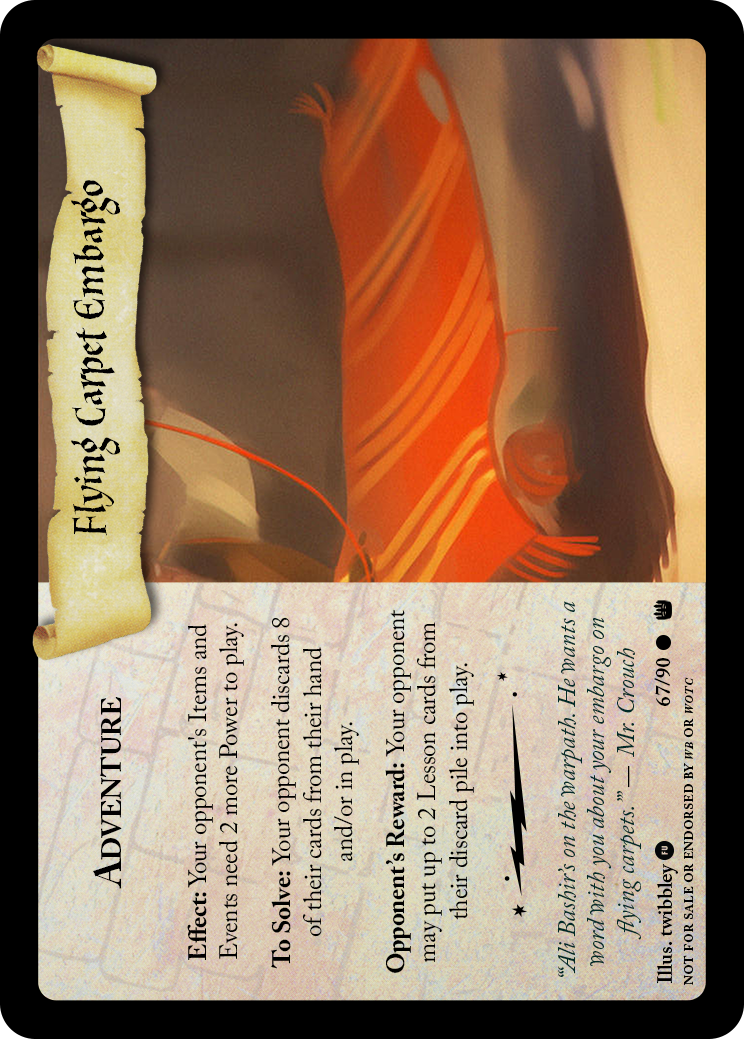 Flying Carpet Embargo
ADVENTURE
Effect: Your opponent's Items and
Events need 2 more Power to play.
To Solve: Your opponent discards 8
of their cards from their hand
and/or in play.
Opponent's Reward: Your opponent
may put up to 2 Lesson cards from
their discard pile into play.
“‘Ali Bashir’s on the warpath. He wants a
word with you about your embargo on
flying carpets.’” — Mr. Crouch
Illus. twibbley FU 67/90
NOT FOR SALE OR ENDORSED BY WB OR WOTC